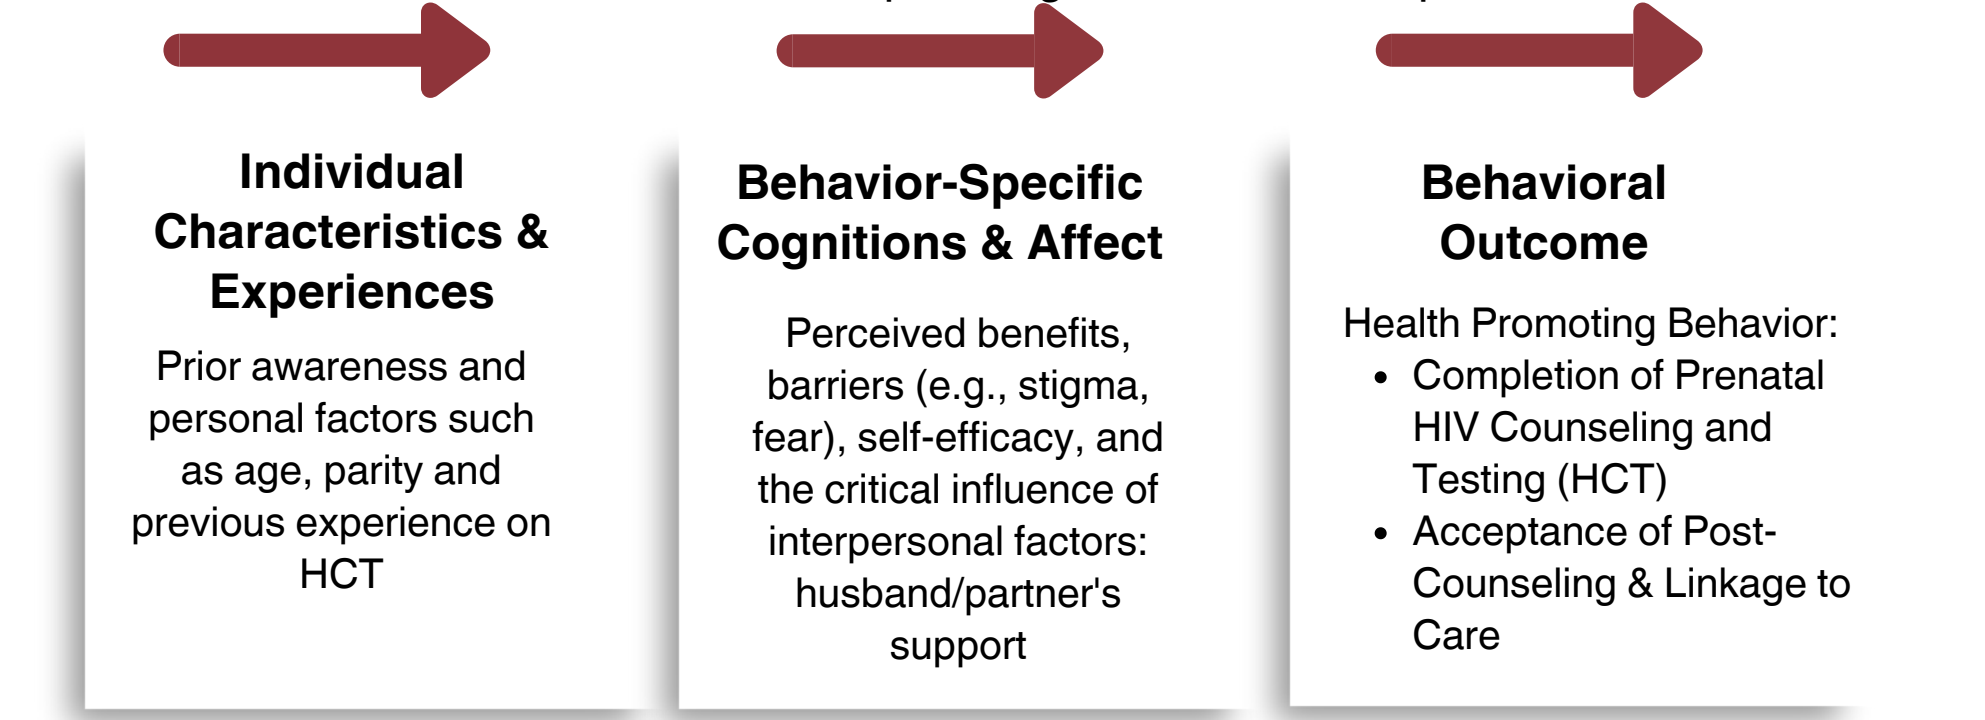 Individual
Characteristics &
Experiences
Prior awareness and
personal factors such
as age, parity and
previous experience on
HCT
Behavior-Specific
Cognitions & Affect
Perceived benefits,
barriers (e.g., stigma,
fear), self-efficacy, and
the critical influence of
interpersonal factors:
husband/partner's
support
Behavioral
Outcome
Health Promoting Behavior:
• Completion of Prenatal
HIV Counseling and
Testing (HCT)
• Acceptance of Post-
Counseling & Linkage to
Care